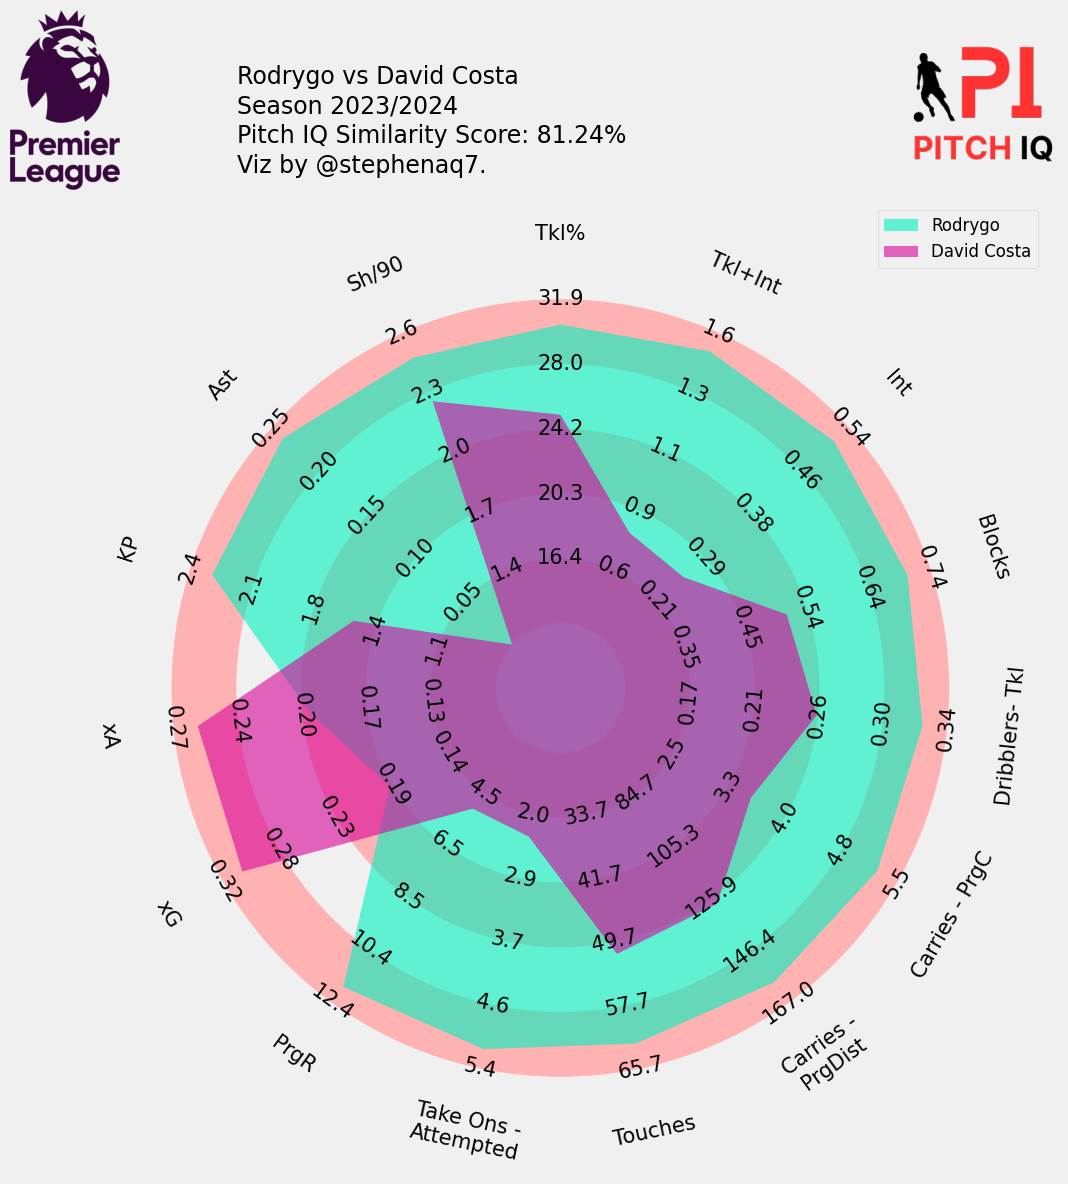 Premier
League
Rodrygo vs David Costa
Season 2023/2024
Pitch IQ Similarity Score: 81.24%
Viz by @stephenaq7.
PI
PITCH IQ
Rodrygo
David Costa
Tkl%
31.9
28.0
24.2
20.3
16.4
Tkl+Int
1.6
1.3
1.1
0.9
0.6
Int
0.54
0.46
0.38
0.29
0.21
Blocks
0.74
0.64
0.54
0.45
0.35
Dribblers- Tkl
0.34
0.30
0.26
0.21
0.17
Carries - PrgC
5.5
4.8
4.0
3.3
2.5
Carries -
PrgDist
167.0
146.4
125.9
105.3
84.7
Touches
65.7
57.7
49.7
41.7
33.7
Take Ons -
Attempted
5.4
4.6
3.7
2.9
2.0
PrgR
12.4
10.4
8.5
6.5
4.5
xG
0.32
0.28
0.23
0.19
0.14
xA
0.27
0.24
0.20
0.17
0.13
KP
2.4
2.1
1.8
1.4
1.1
Ast
0.25
0.20
0.15
0.10
0.05
Sh/90
2.6
2.3
2.0
1.7
1.4